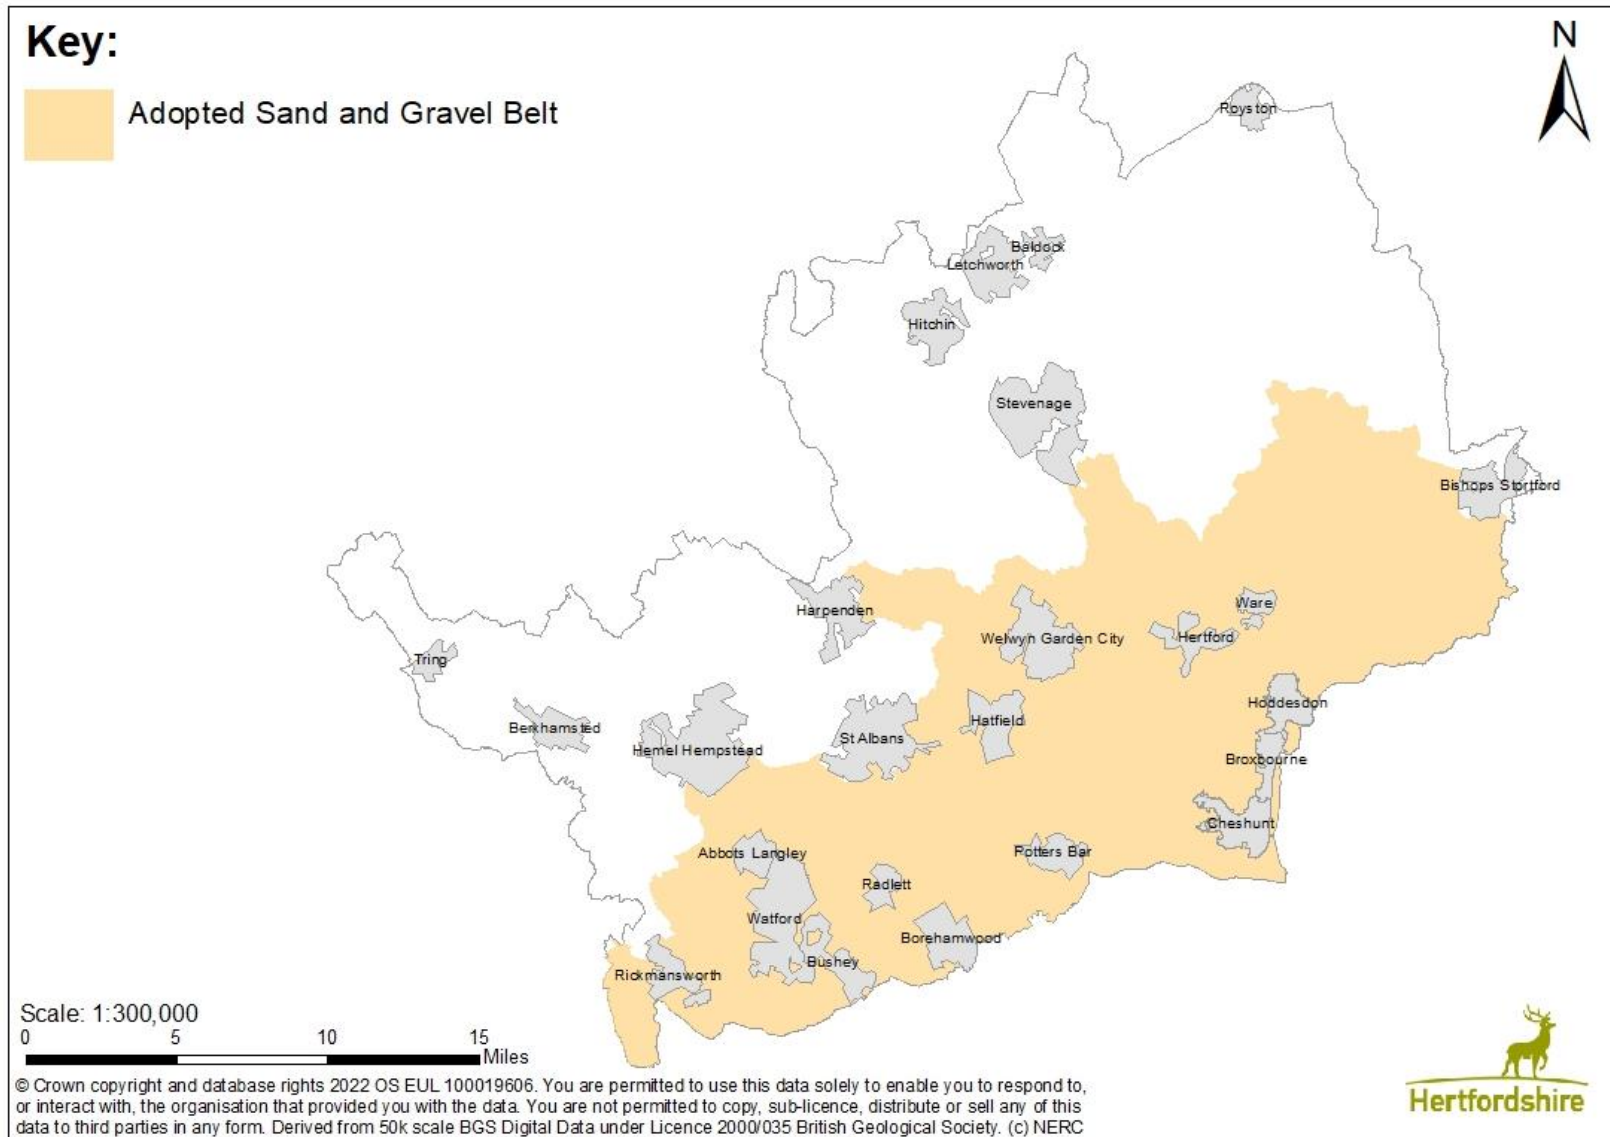 Key:
Adopted Sand and Gravel Belt
N
Royston
Baldock
Letchworth
Hitchin
Stevenage
Bishops Stortford
Ware
Harpenden
Welwyn Garden City
Hertford
Tring
Hoddesdon
Berkhamsted
Hatfield
St Albans
Hemel Hempstead
Broxbourne
Cheshunt
Abbots Langley
Potters Bar
Radlett
Watford
Borehamwood
Bushey
Rickmansworth
Scale: 1:300,000
0 5 10 15
Miles
© Crown copyright and database rights 2022 OS EUL 100019606. You are permitted to use this data solely to enable you to respond to,
or interact with, the organisation that provided you with the data. You are not permitted to copy, sub-licence, distribute or sell any of this
data to third parties in any form. Derived from 50k scale BGS Digital Data under Licence 2000/035 British Geological Society. (c) NERC
Hertfordshire